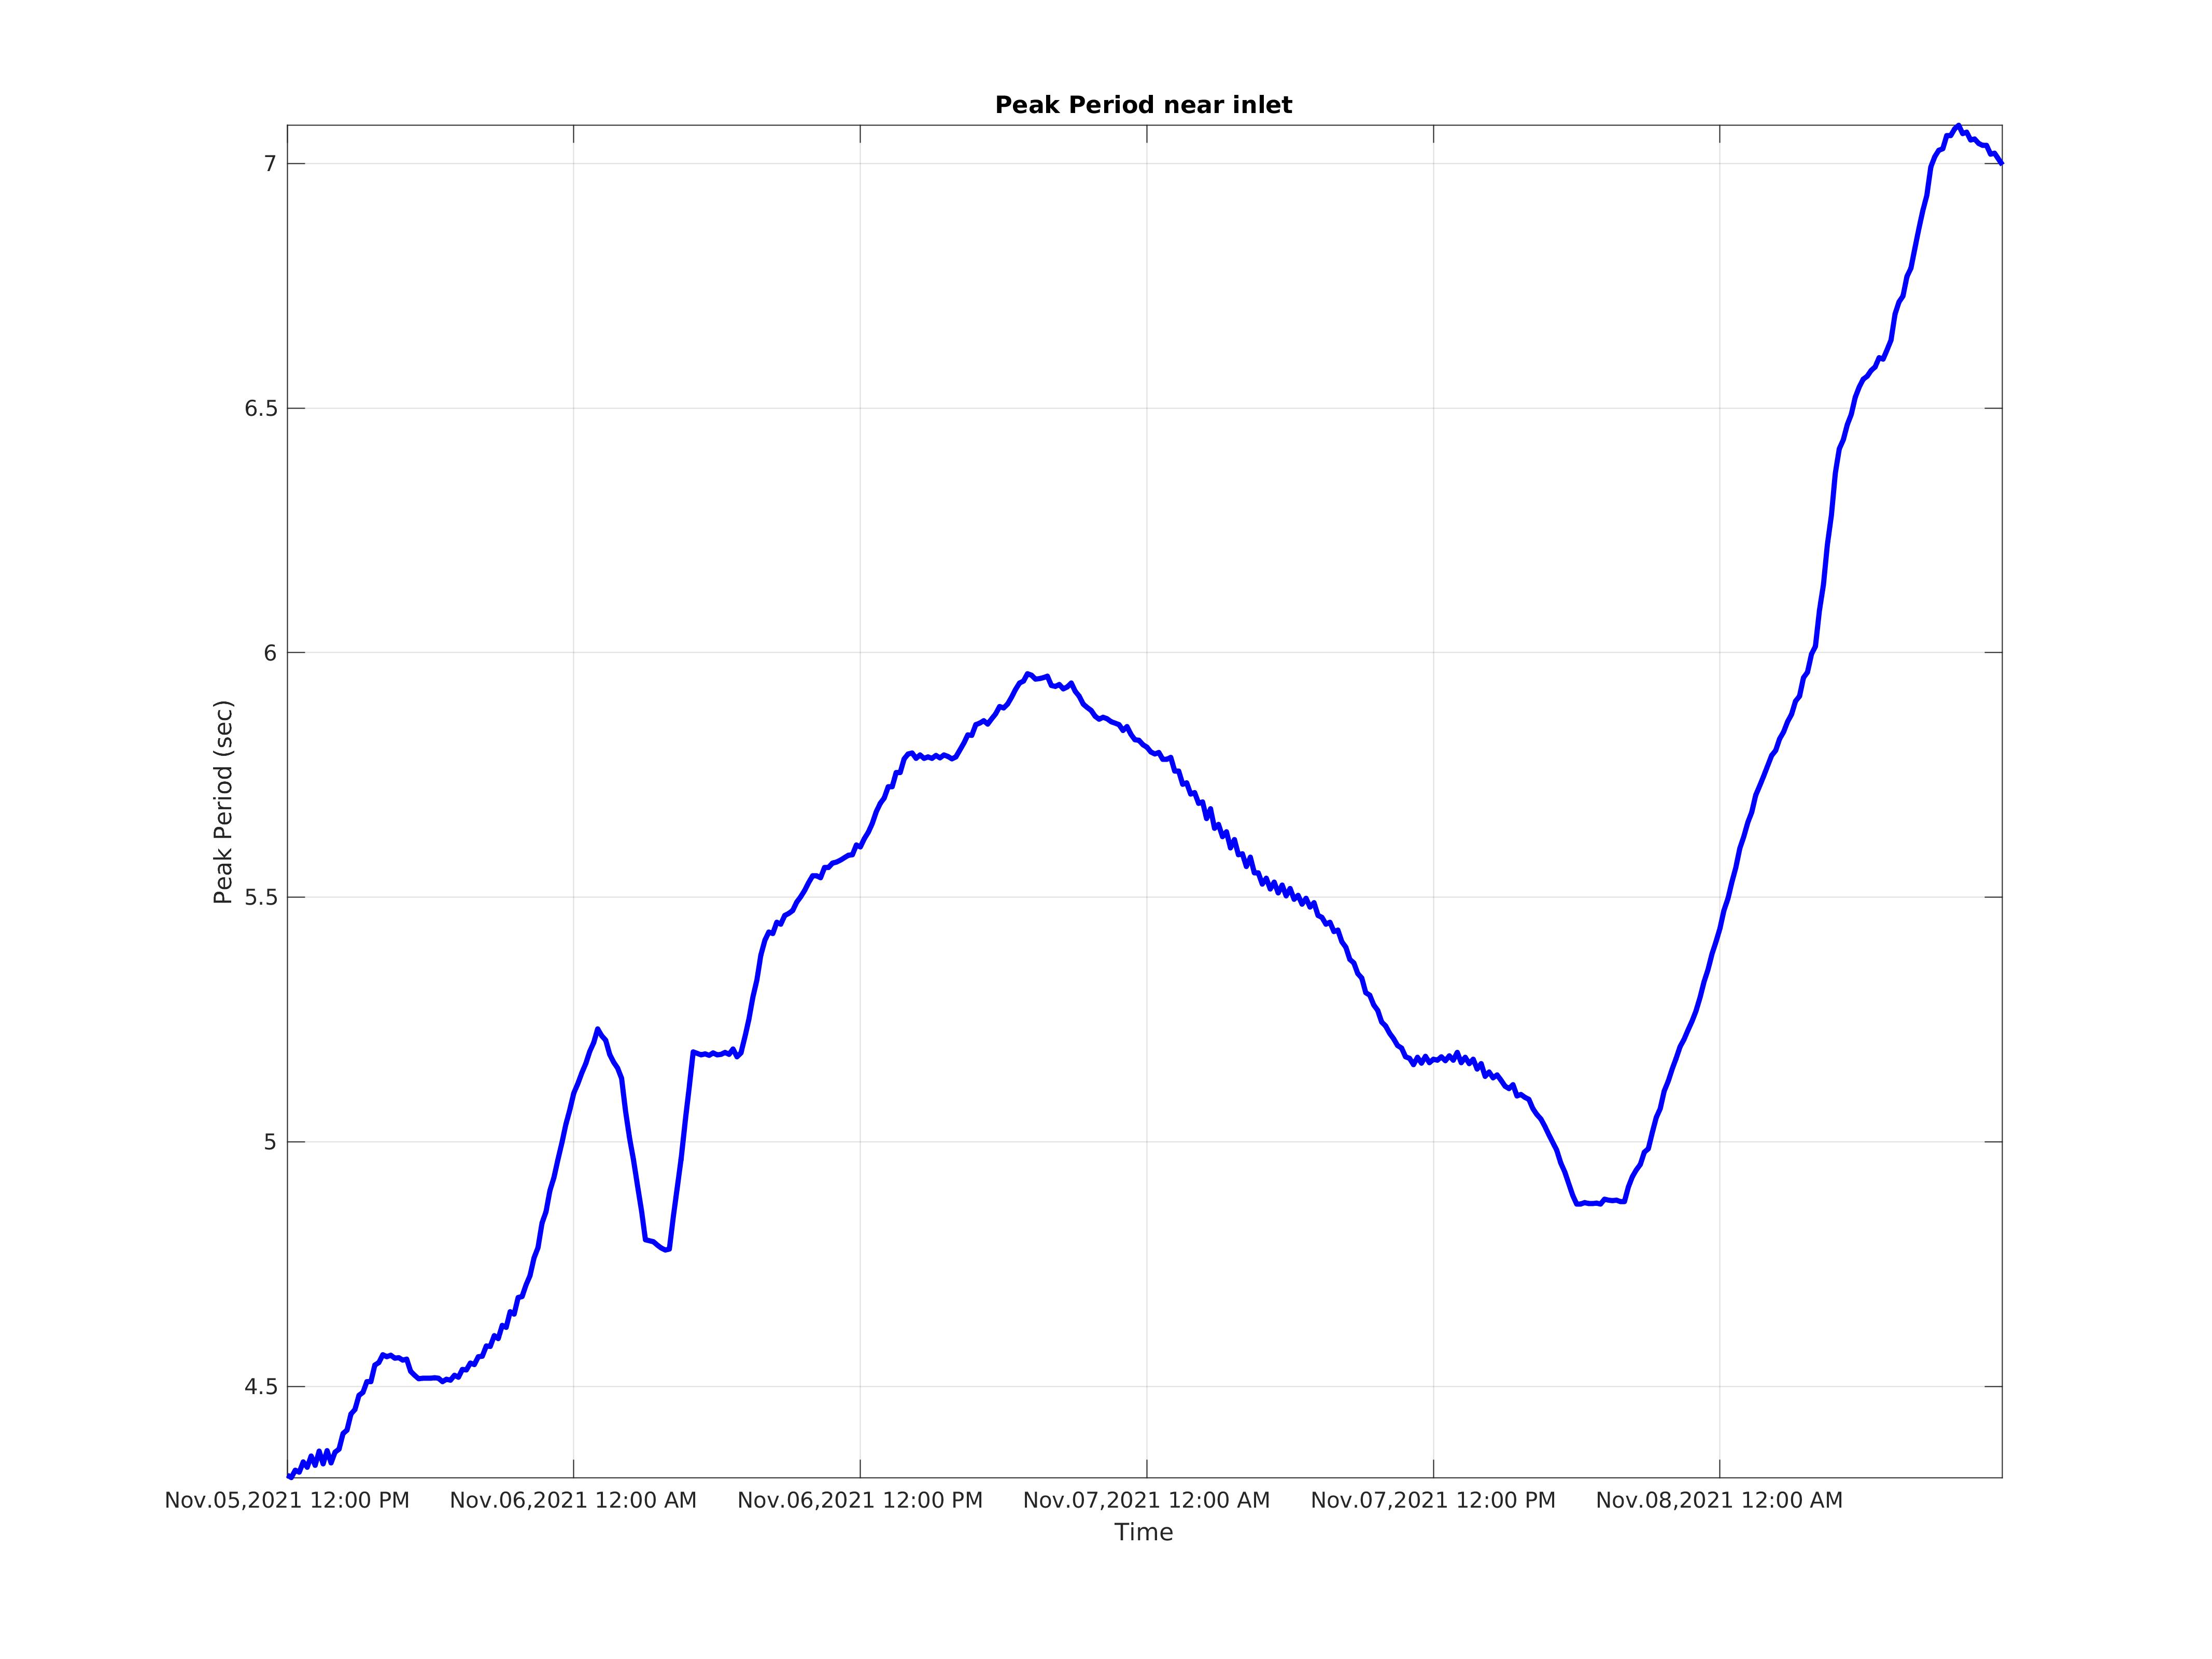 Peak Period near inlet
7
6.5
6
5.5
5
4.5
Peak Period (sec)
Nov.05,2021 12:00 PM
Nov.06,2021 12:00 AM
Nov.06,2021 12:00 PM
Nov.07,2021 12:00 AM
Nov.07,2021 12:00 PM
Nov.08,2021 12:00 AM
Time